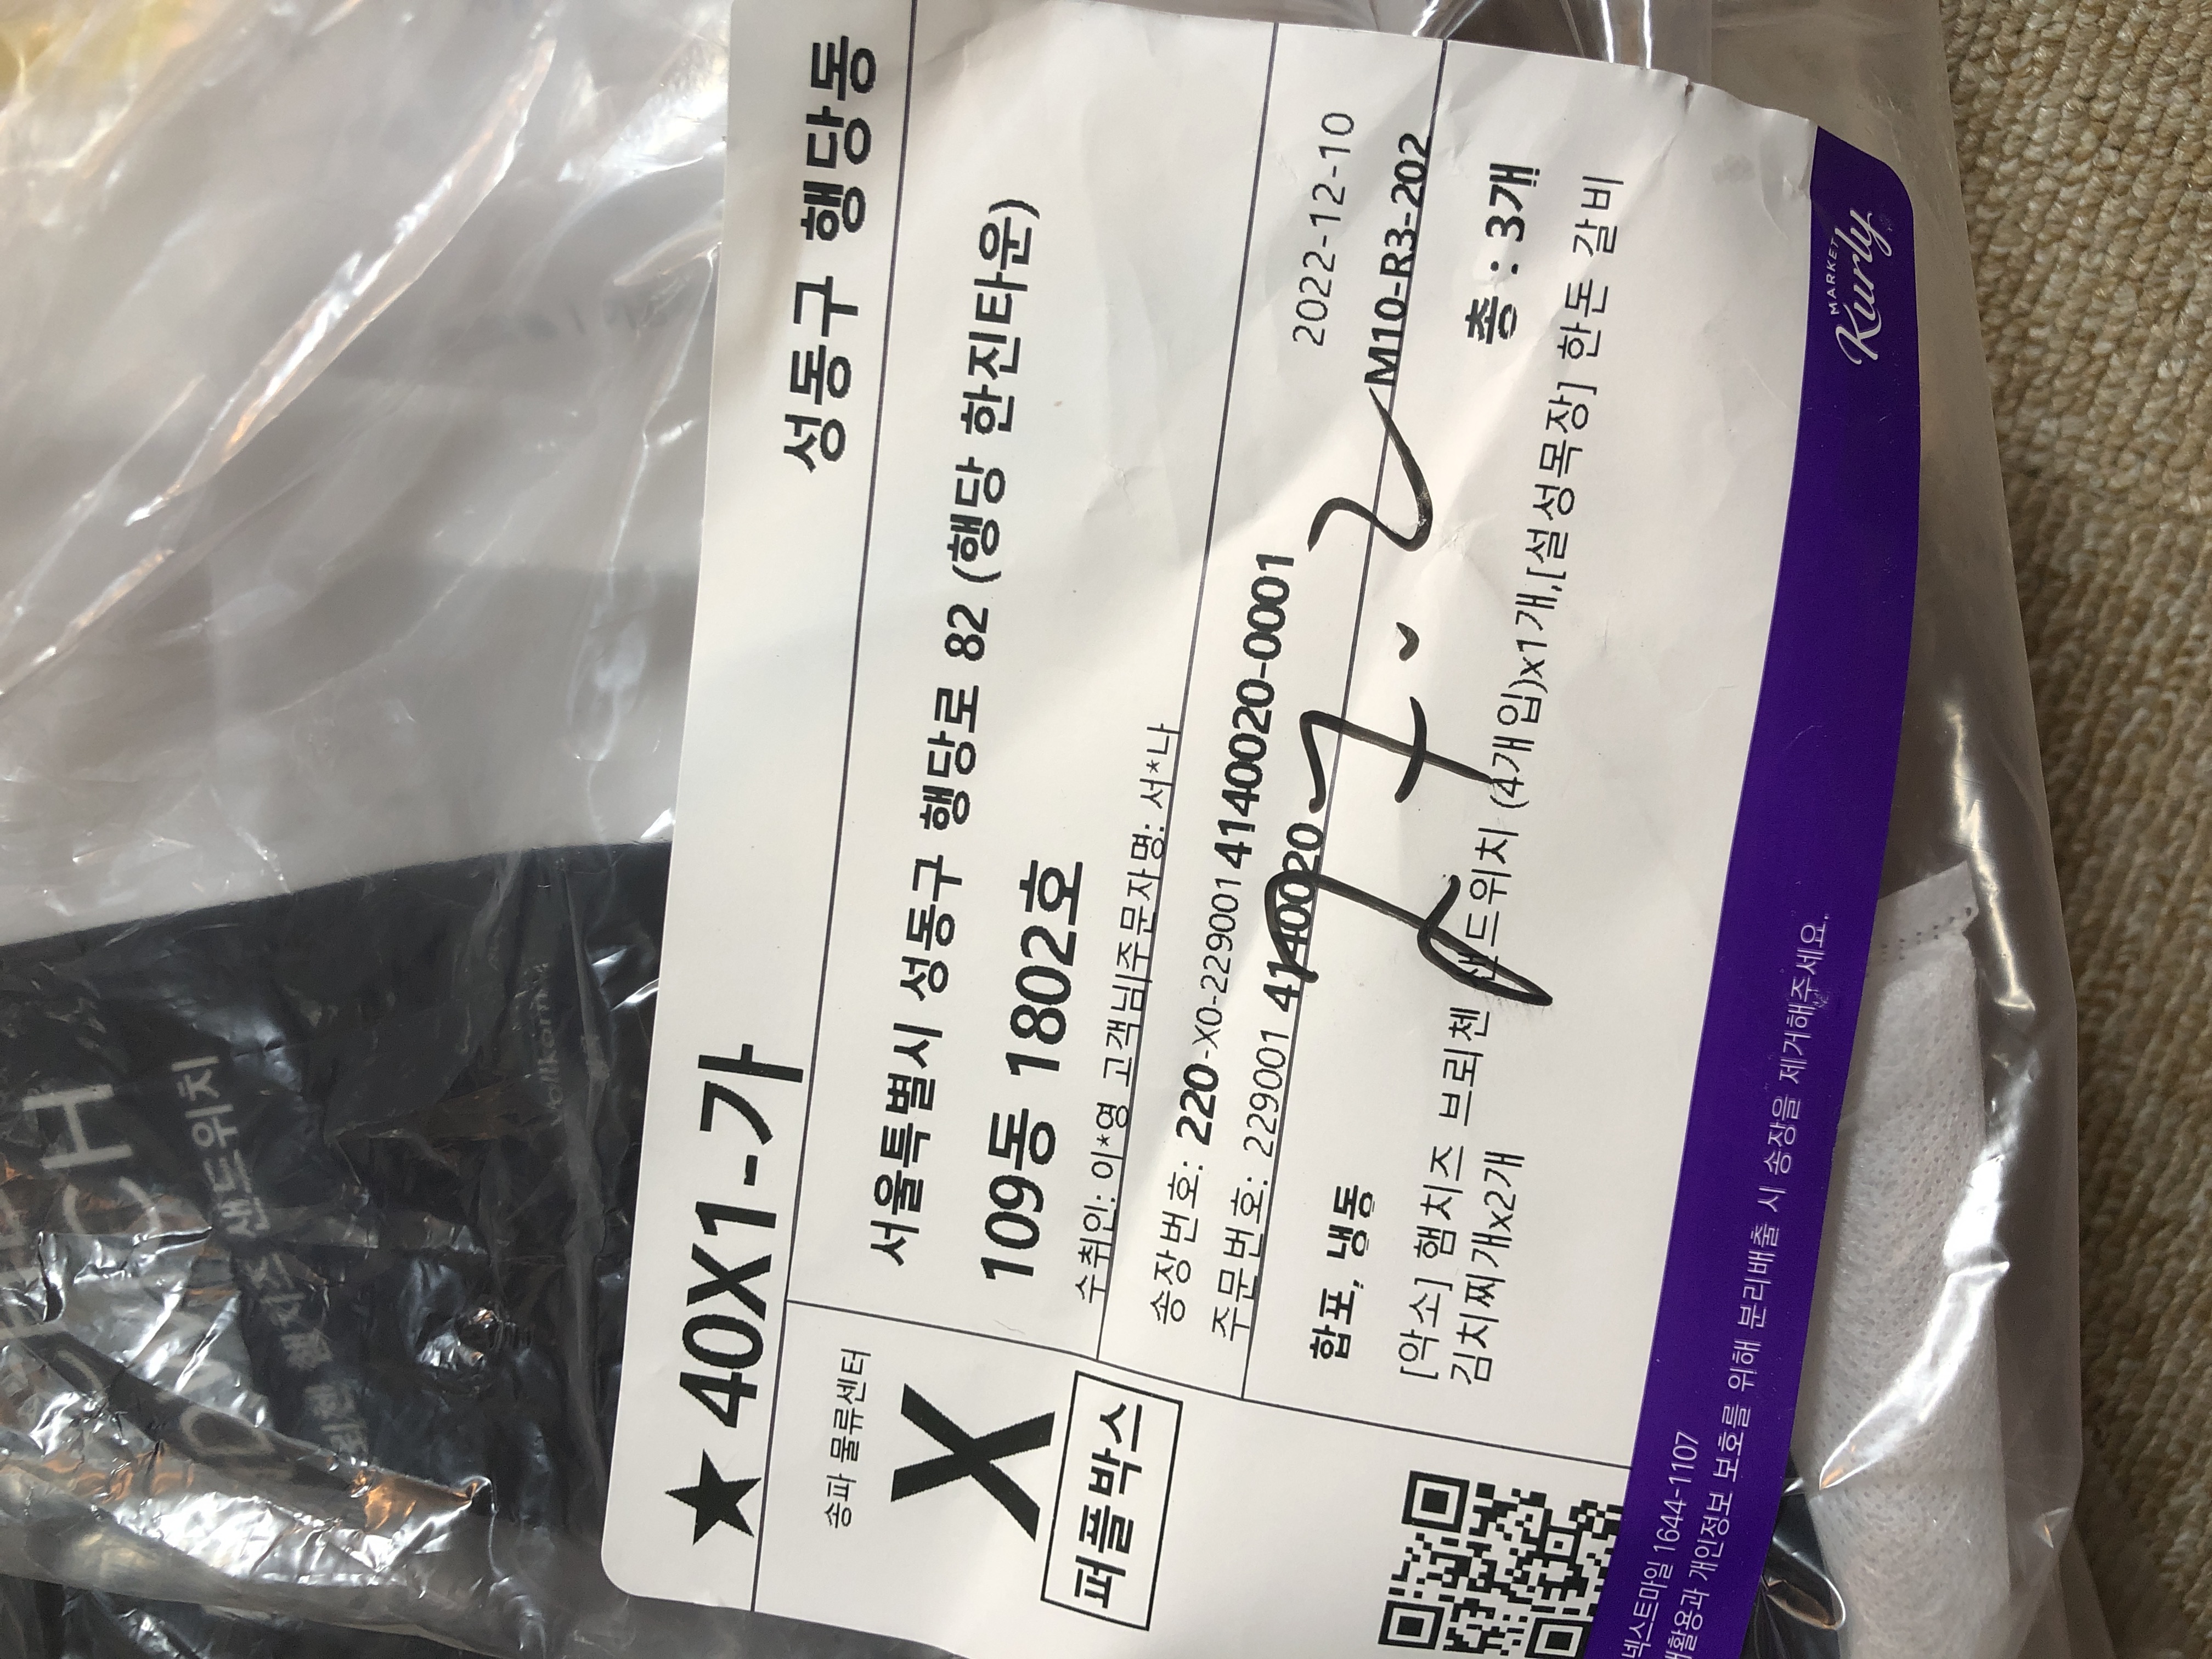 CH
샌드위치
햄치즈
Vollkorn
★ 40X1-가
성동구 행당동
송파 물류센터
X
퍼플박스
서울특별시 성동구 행당로 82 (행당 한진타운)
109동 1802호
수취인: 이*영 고객님|주문자명: 서*나
송장번호: 220-X0-2290014140020-0001
주문번호: 229001 4140020
2022-12-10
M10-R3-202
합포, 냉동
총 : 3개
[악소] 햄치즈 브뢰첸 샌드위치 (4개입)x1개,[설성목장] 한돈 갈비
김치찌개x2개
넥스트마일 1644-1107
재활용과 개인정보 보호를 위해 분리배출 시 송장을 제거해주세요.
MARKET
Kurly